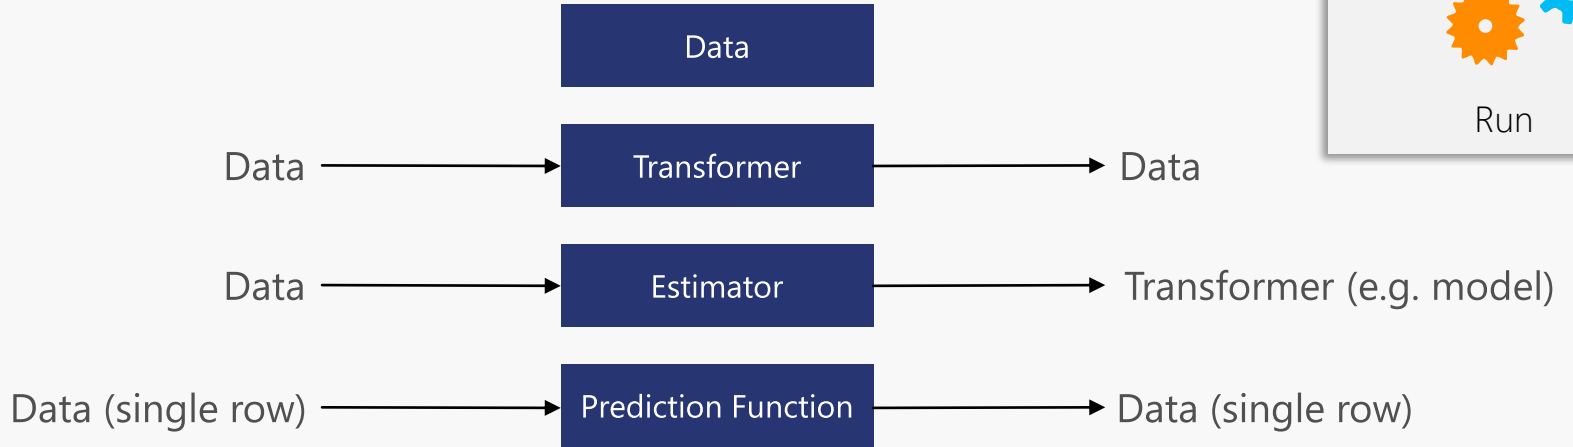 Data
Run
Data Transformer Data
Data Estimator Transformer (e.g. model)
Data (single row) Prediction Function Data (single row)